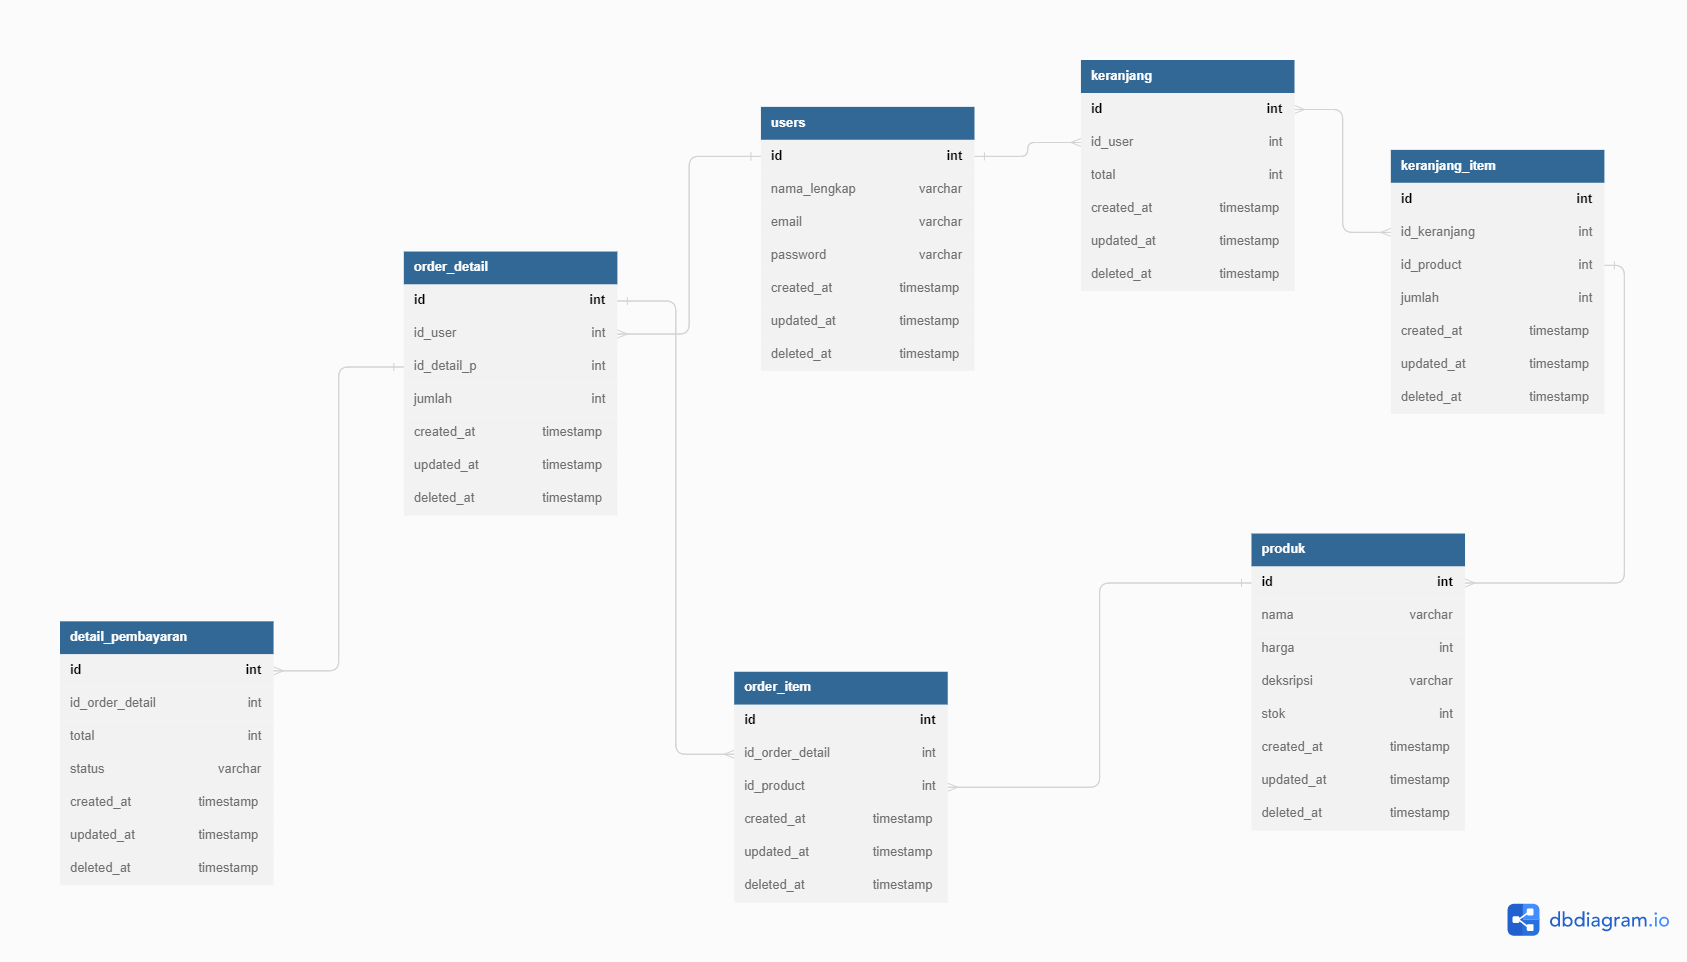 keranjang
id int
id_user int
total int
created_at timestamp
updated_at timestamp
deleted_at timestamp
users
id int
nama_lengkap varchar
email varchar
password varchar
created_at timestamp
updated_at timestamp
deleted_at timestamp
keranjang_item
id int
id_keranjang int
id_product int
jumlah int
created_at timestamp
updated_at timestamp
deleted_at timestamp
order_detail
id int
id_user int
id_detail_p int
jumlah int
created_at timestamp
updated_at timestamp
deleted_at timestamp
produk
id int
nama varchar
harga int
deksripsi varchar
stok int
created_at timestamp
updated_at timestamp
deleted_at timestamp
detail_pembayaran
id int
id_order_detail int
total int
status varchar
created_at timestamp
updated_at timestamp
deleted_at timestamp
order_item
id int
id_order_detail int
id_product int
created_at timestamp
updated_at timestamp
deleted_at timestamp
dbdiagram.io